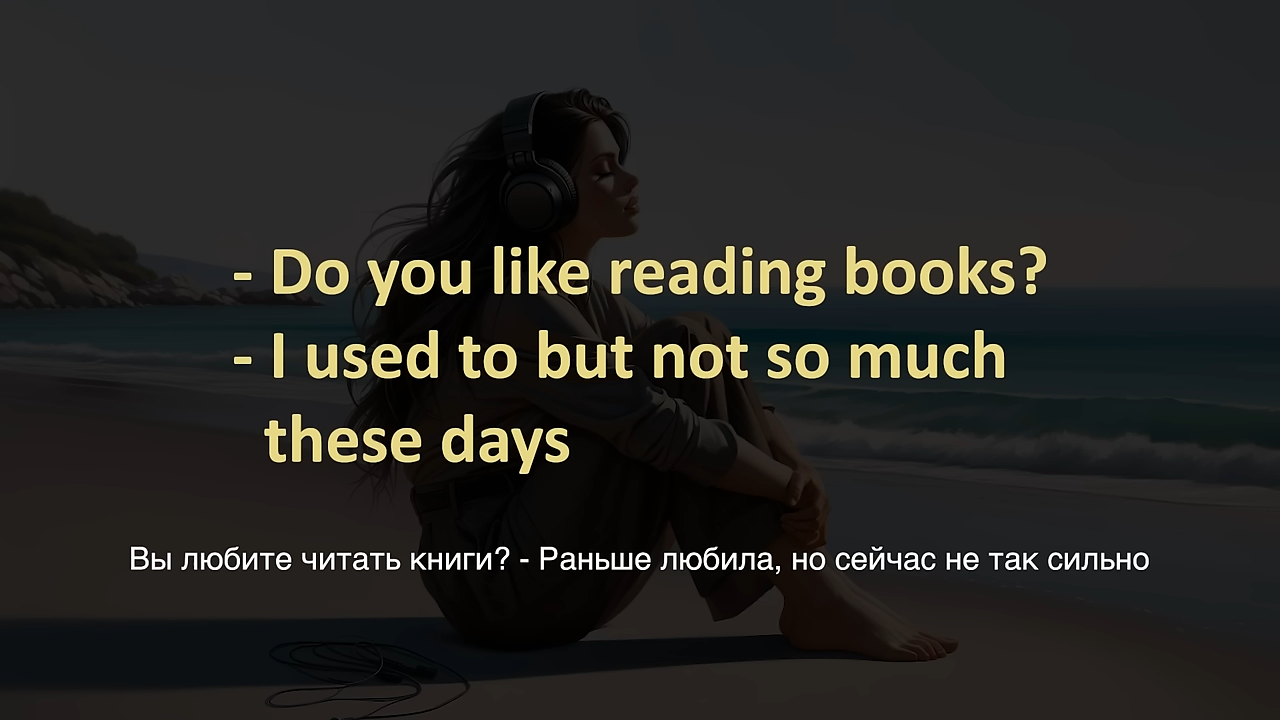 - Do you like reading books?
- I used to but not so much
these days
Вы любите читать книги? - Раньше любила, но сейчас не так сильно